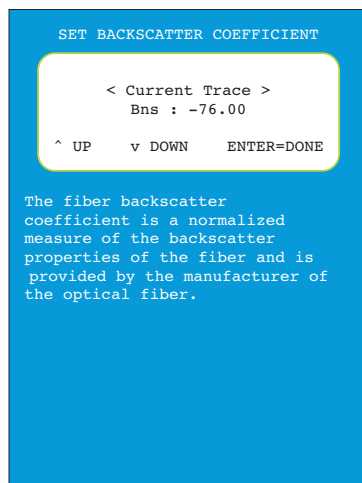 SET BACKSCATTER COEFFICIENT
< Current Trace >
Bns : -76.00
^ UP v DOWN ENTER=DONE
The fiber backscatter
coefficient is a normalized
measure of the backscatter
properties of the fiber and is
provided by the manufacturer of
the optical fiber.